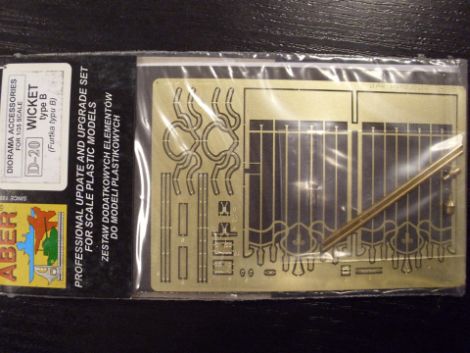 DIORAMA ACCESSORIES
FOR 1/35 SCALE
D-20 WICKET
type B
(Furtka typu B)
PROFESSIONAL UPDATE AND UPGRADE SET
FOR SCALE PLASTIC MODELS
ZESTAW DODATKOWYCH ELEMENTÓW
DO MODELI PLASTIKOWYCH
ABER